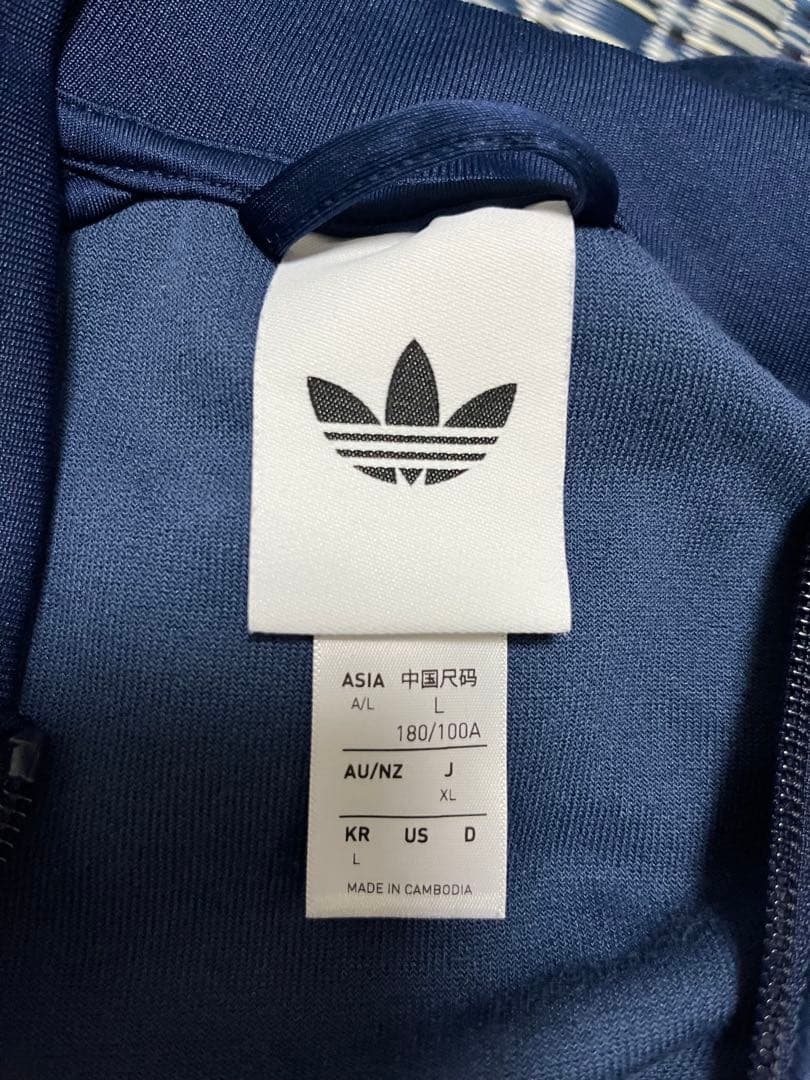 ASIA 中国尺码
A/L L
180/100A
AU/NZ J
XL
KR US D
L
MADE IN CAMBODIA